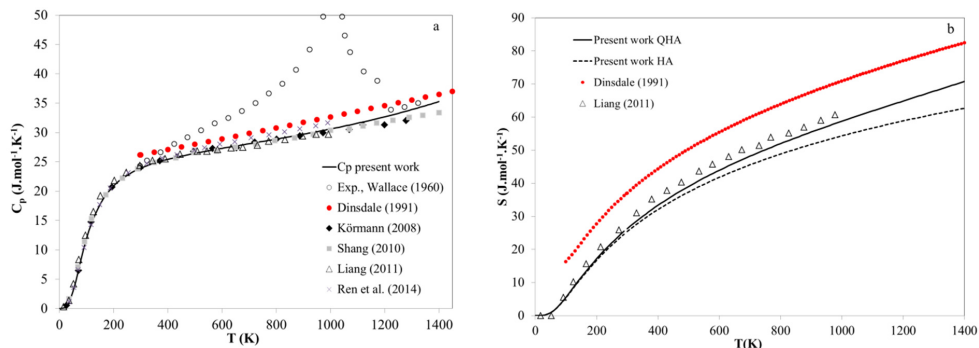 a
50
45
40
35
30
25
20
15
10
5
0
C_p (J.mol⁻¹.K⁻¹)
0 200 400 600 800 1000 1200 1400
T (K)
Cp present work
Exp., Wallace (1960)
Dinsdale (1991)
Körmann (2008)
Shang (2010)
Liang (2011)
Ren et al. (2014)
b
90
80
70
60
50
40
30
20
10
0
S (J.mol⁻¹.K⁻¹)
0 200 400 600 800 1000 1200 1400
T(K)
Present work QHA
Present work HA
Dinsdale (1991)
Liang (2011)